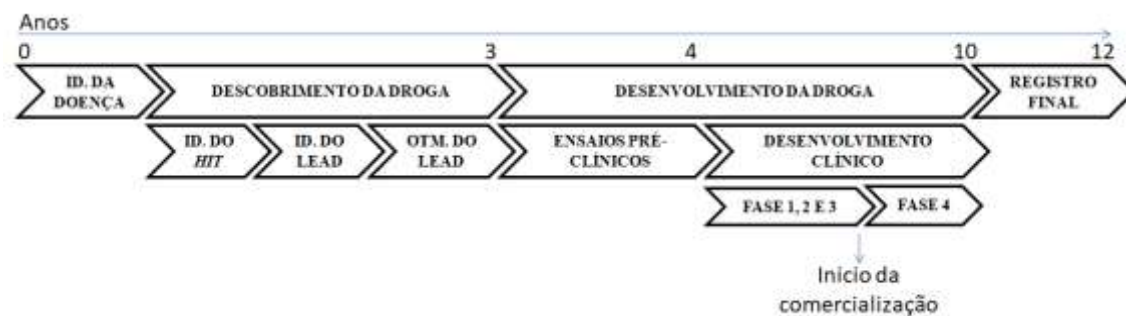 Anos
0 3 4 10 12
ID. DA
DOENÇA
DESCOBRIMENTO DA DROGA
DESENVOLVIMENTO DA DROGA
REGISTRO
FINAL
ID. DO
HIT
ID. DO
LEAD
OTM. DO
LEAD
ENSAIOS PRÉ-
CLÍNICOS
DESENVOLVIMENTO
CLÍNICO
FASE 1, 2 E 3
FASE 4
Inicio da
comercialização